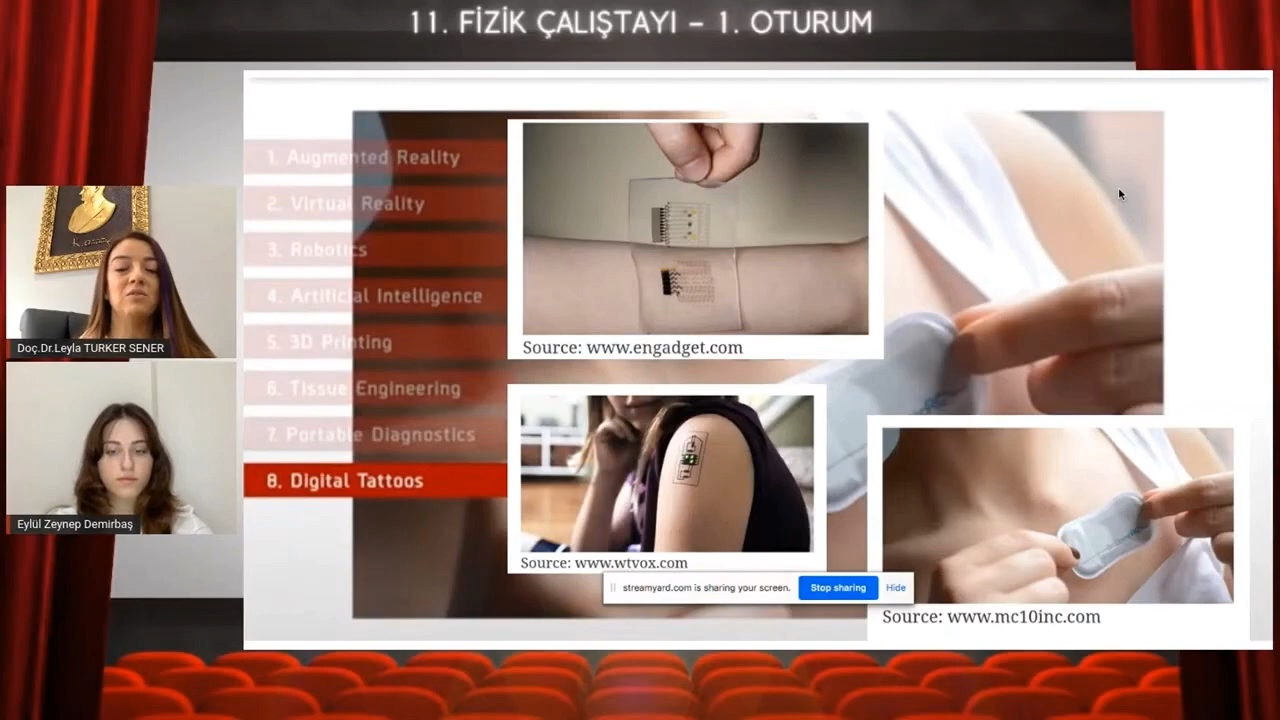 11. FİZİK ÇALIŞTAYI – 1. OTURUM
1. Augmented Reality
2. Virtual Reality
3. Robotics
4. Artificial Intelligence
5. 3D Printing
6. Tissue Engineering
7. Portable Diagnostics
8. Digital Tattoos
Source: www.engadget.com
Source: www.wtvox.com
Source: www.mc10inc.com
streamyard.com is sharing your screen.
Stop sharing
Hide
Doç.Dr.Leyla TURKER SENER
Eylül Zeynep Demirbaş